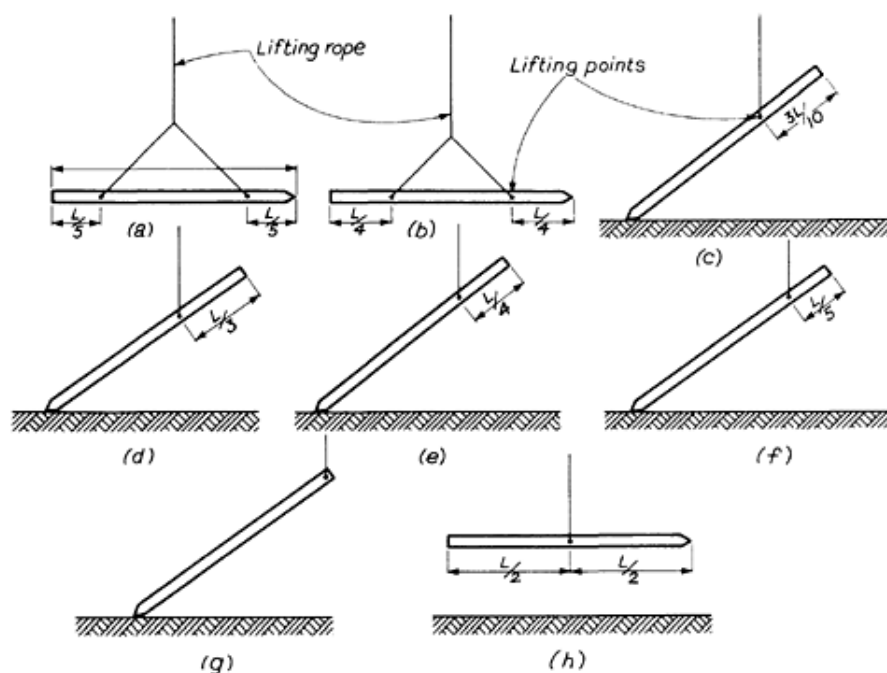 Lifting rope
Lifting points
3L/10
L/5
(a)
L/5
L/4
(b)
L/4
(c)
L/3
L/4
L/5
(d)
(e)
(f)
L/2
L/2
(g)
(h)